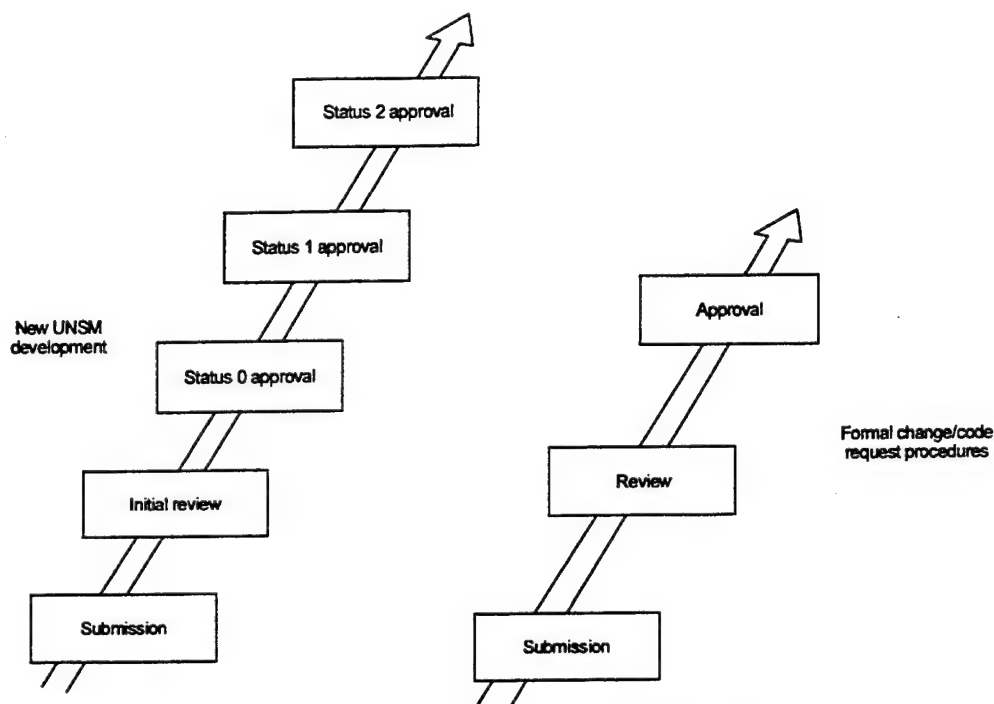 Status 2 approval
Status 1 approval
New UNSM
development
Status 0 approval
Initial review
Submission
Approval
Formal change/code
request procedures
Review
Submission